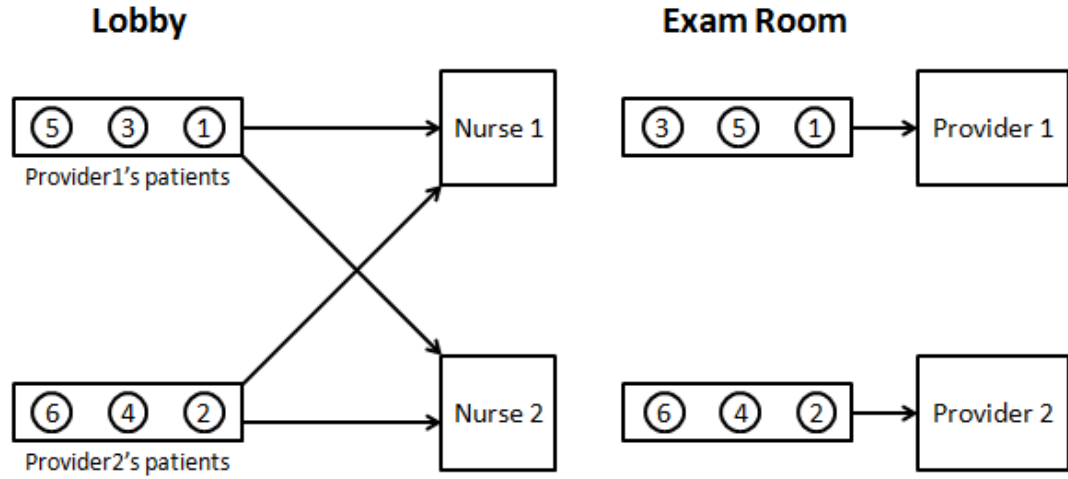 Lobby Exam Room
5 3 1 Nurse 1 3 5 1 Provider 1
Provider1's patients
6 4 2 Nurse 2 6 4 2 Provider 2
Provider2's patients